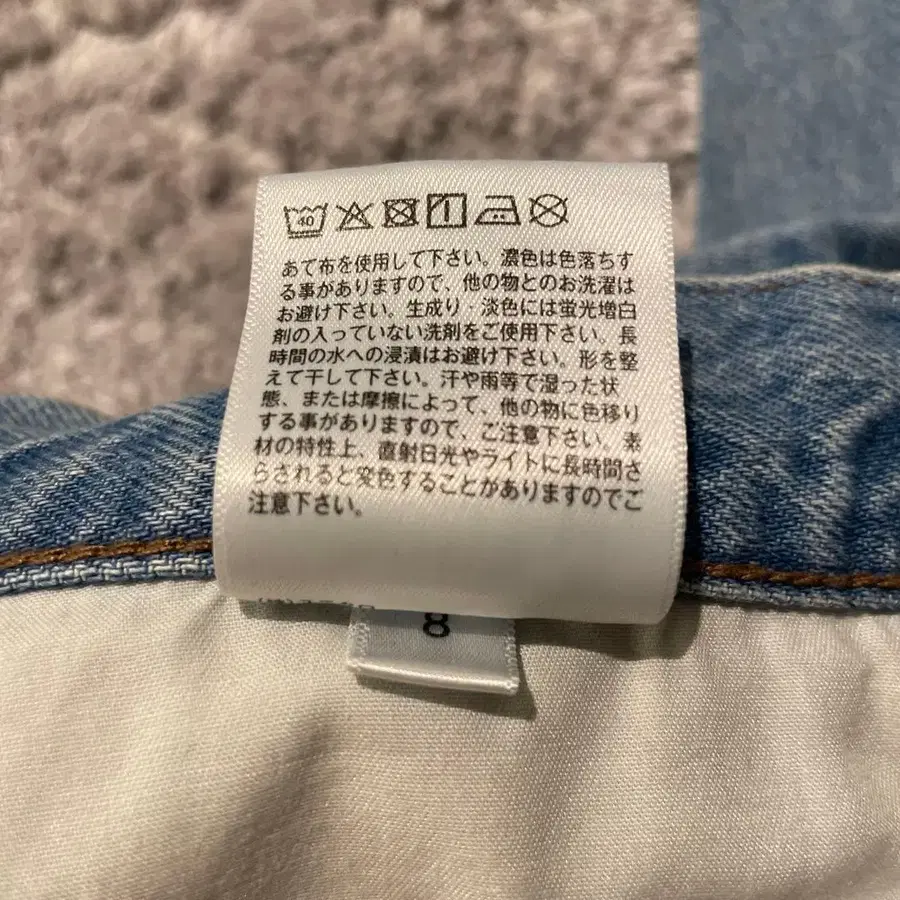 40
あて布を使用して下さい。濃色は色落ちす
る事がありますので、他の物とのお洗濯は
お避け下さい。生成り・淡色には蛍光増白
剤の入っていない洗剤をご使用下さい。長
時間の水への浸漬はお避け下さい。形を整
えて干して下さい。汗や雨等で湿った状
態、または摩擦によって、他の物に色移り
する事がありますので、ご注意下さい。素
材の特性上、直射日光やライトに長時間さ
らされると変色することがありますのでご
注意下さい。
8